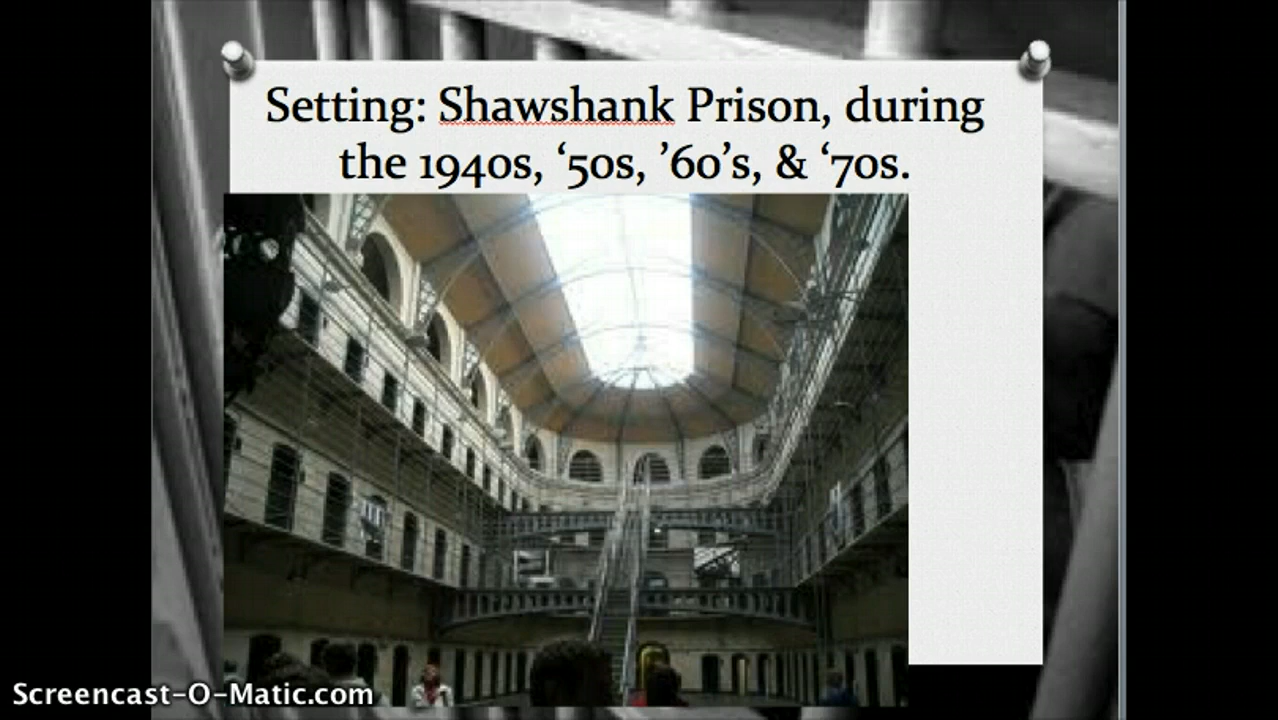 Setting: Shawshank Prison, during
the 1940s, ‘50s, ’60’s, & ‘70s.
Screencast-O-Matic.com